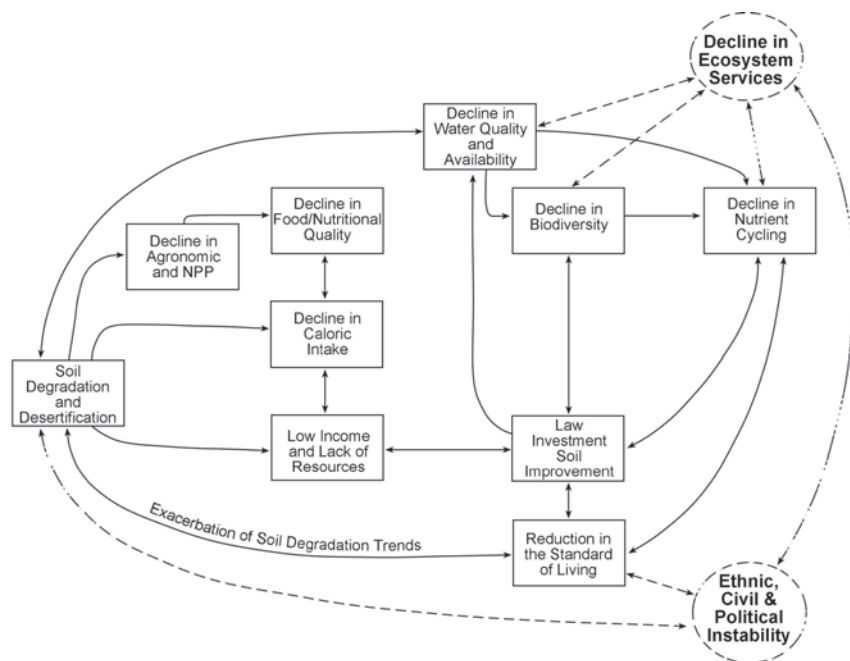 Decline in
Ecosystem
Services
Decline in
Water Quality
and
Availability
Decline in
Food/Nutritional
Quality
Decline in
Biodiversity
Decline in
Nutrient
Cycling
Decline in
Agronomic
and NPP
Decline in
Caloric
Intake
Soil
Degradation
and
Desertification
Low Income
and Lack of
Resources
Law
Investment
Soil
Improvement
Exacerbation of Soil Degradation Trends
Reduction in
the Standard
of Living
Ethnic,
Civil &
Political
Instability